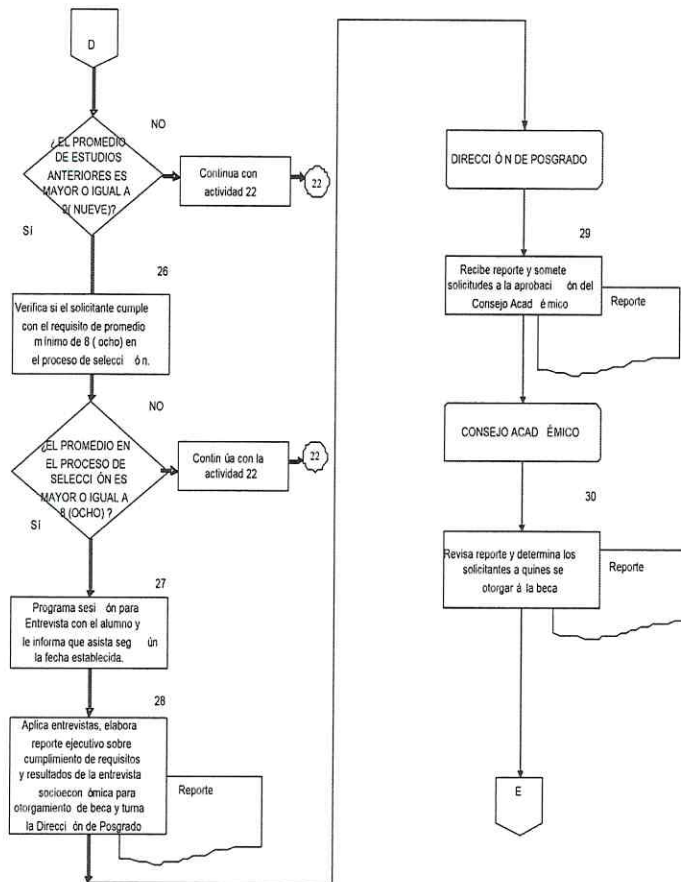 D
NO
¿EL PROMEDIO
DE ESTUDIOS
ANTERIORES ES
MAYOR O IGUAL A
9( NUEVE)?
Continua con
actividad 22
22
Sí
26
Verifica si el solicitante cumple
con el requisito de promedio
mínimo de 8 ( ocho) en
el proceso de selecci ó n.
NO
¿EL PROMEDIO EN
EL PROCESO DE
SELECCI ÓN ES
MAYOR O IGUAL A
8 (OCHO) ?
Contin úa con la
actividad 22
22
Sí
27
Programa sesi ón para
Entrevista con el alumno y
le informa que asista seg ún
la fecha establecida.
28
Aplica entrevistas, elabora
reporte ejecutivo sobre
cumplimiento de requisitos
y resultados de la entrevista
socioecon ómica para
otorgamiento de beca y turna
la Direcci ón de Posgrado
Reporte
DIRECCI Ó N DE POSGRADO
29
Recibe reporte y somete
solicitudes a la aprobaci ón del
Consejo Acad é mico
Reporte
CONSEJO ACAD ÉMICO
30
Revisa reporte y determina los
solicitantes a quines se
otorgar á la beca
Reporte
E